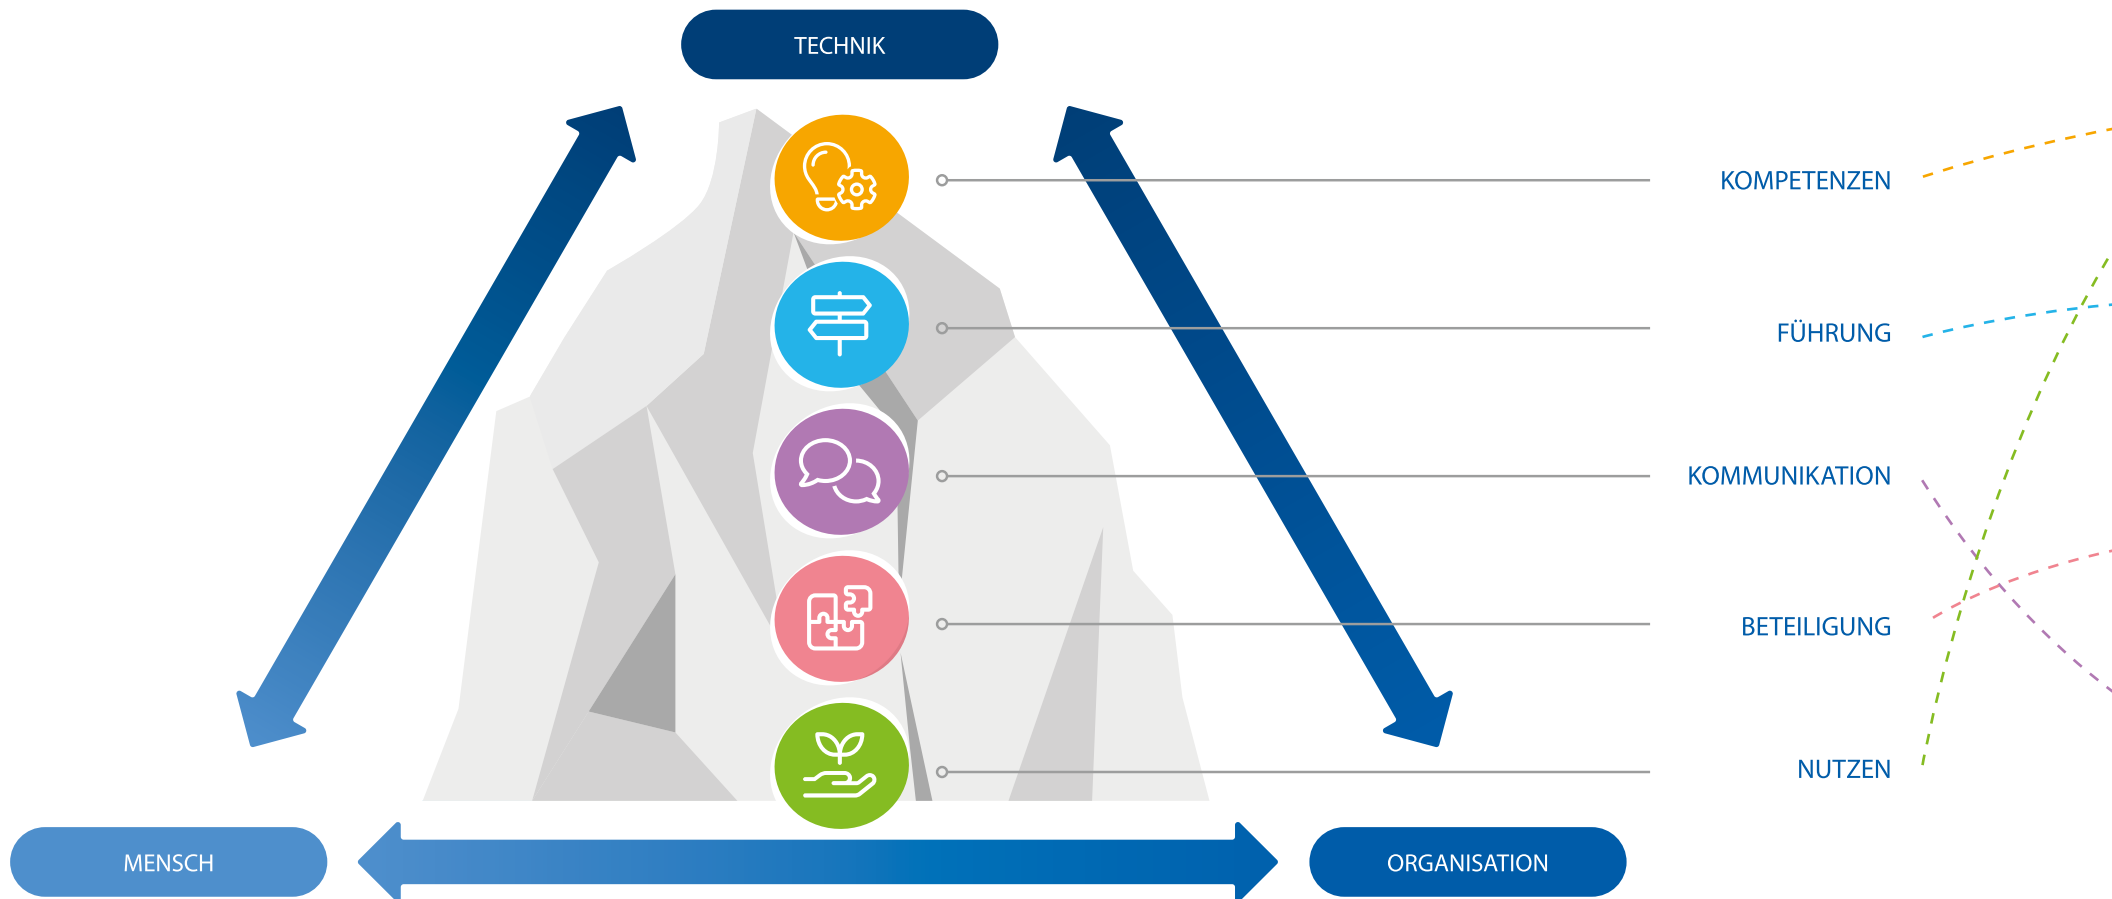 TECHNIK
KOMPETENZEN
FÜHRUNG
KOMMUNIKATION
BETEILIGUNG
NUTZEN
MENSCH
ORGANISATION